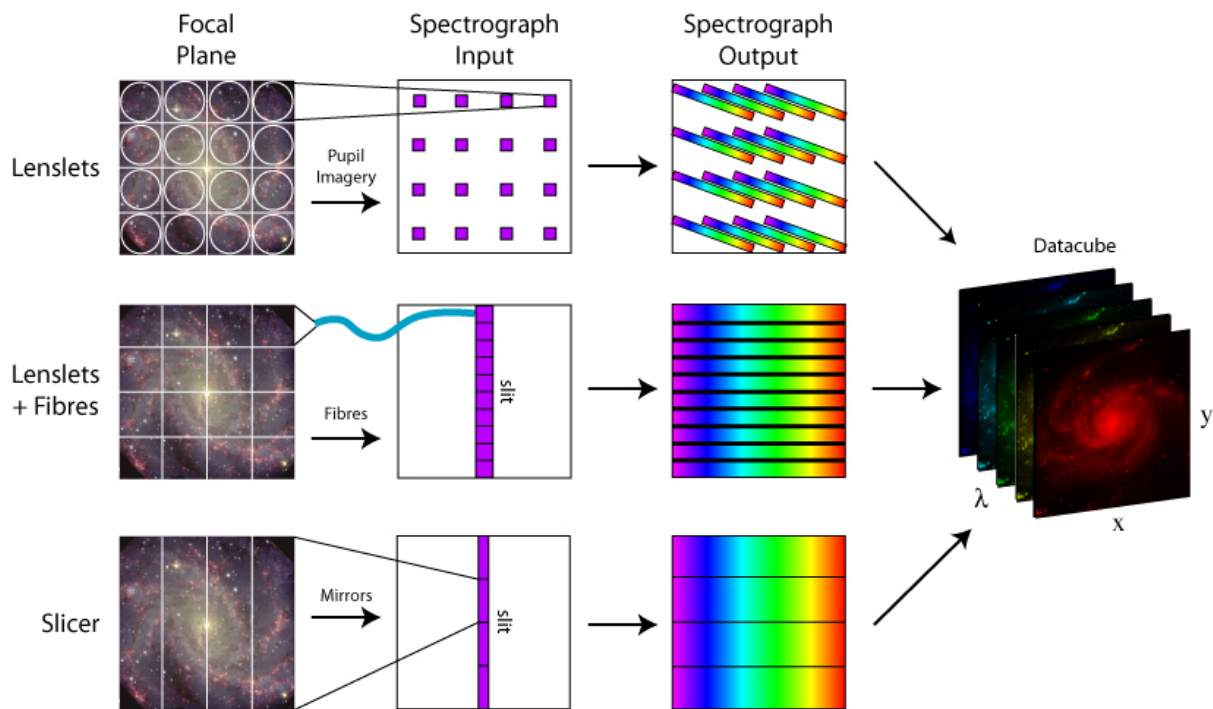 Focal
Plane
Spectrograph
Input
Spectrograph
Output
Lenslets
Pupil
Imagery
Datacube
Lenslets
+ Fibres
Fibres
slit
y
λ
x
Slicer
Mirrors
slit